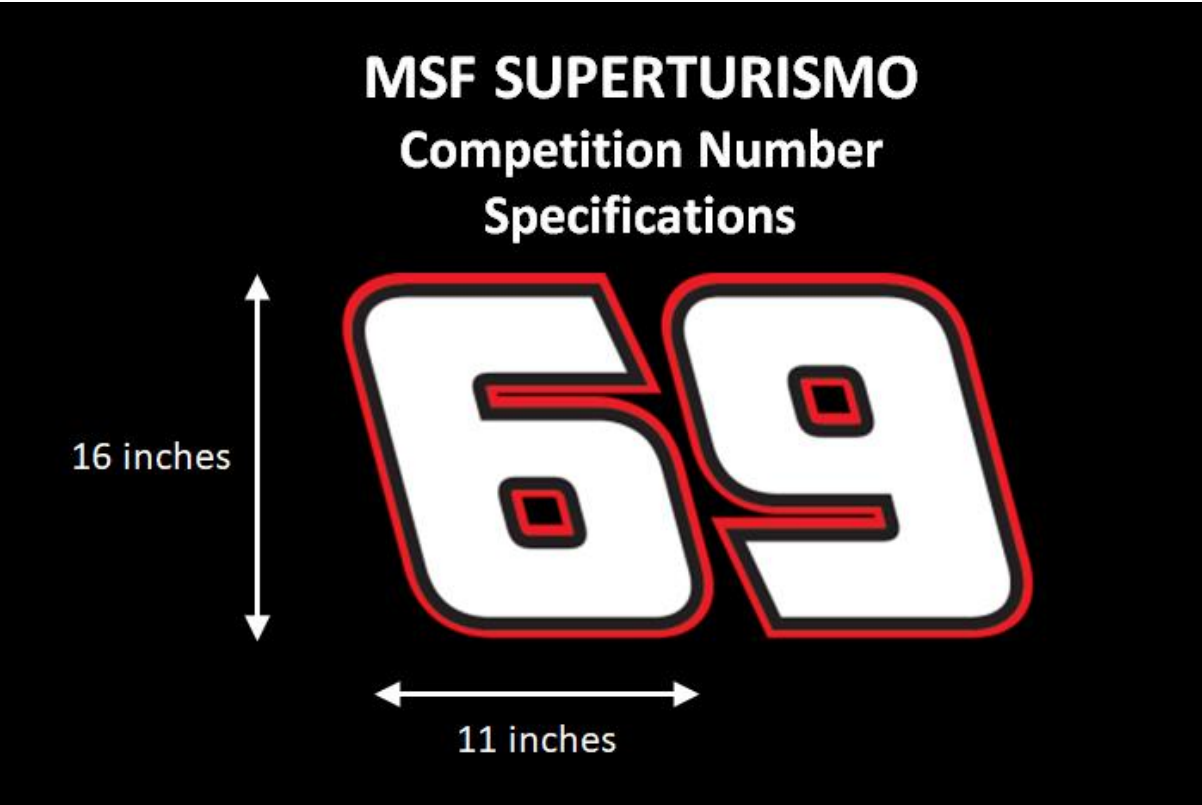 MSF SUPERTURISMO
Competition Number
Specifications
69
16 inches
11 inches